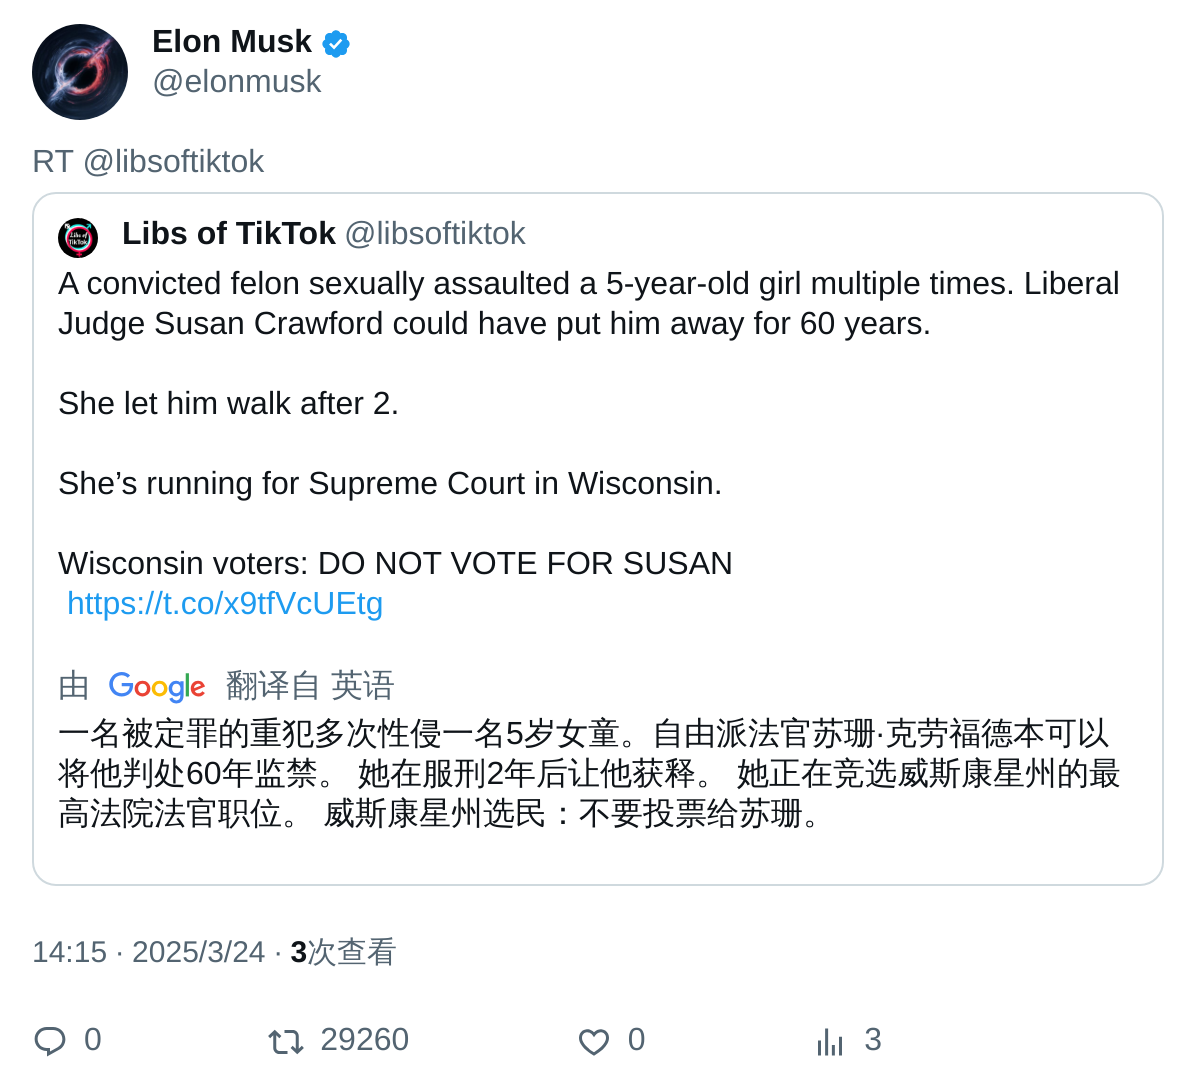 Elon Musk
@elonmusk
RT @libsoftiktok
Libs of TikTok
Libs of TikTok @libsoftiktok
A convicted felon sexually assaulted a 5-year-old girl multiple times. Liberal
Judge Susan Crawford could have put him away for 60 years.
She let him walk after 2.
She’s running for Supreme Court in Wisconsin.
Wisconsin voters: DO NOT VOTE FOR SUSAN
https://t.co/x9tfVcUEtg
由 Google 翻译自 英语
一名被定罪的重犯多次性侵一名5岁女童。自由派法官苏珊·克劳福德本可以
将他判处60年监禁。 她在服刑2年后让他获释。 她正在竞选威斯康星州的最
高法院法官职位。 威斯康星州选民：不要投票给苏珊。
14:15 · 2025/3/24 · 3次查看
0 29260 0 3